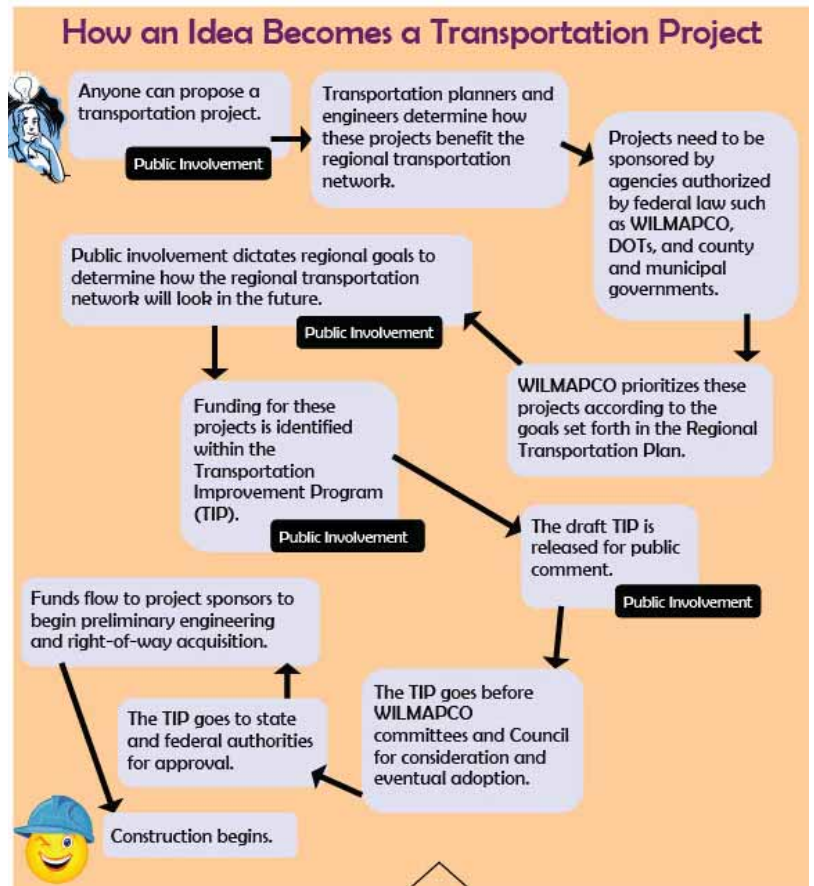 How an Idea Becomes a Transportation Project
Anyone can propose a
transportation project.
Public Involvement
Transportation planners and
engineers determine how
these projects benefit the
regional transportation
network.
Projects need to be
sponsored by
agencies authorized
by federal law such
as WILMAPCO,
DOTs, and county
and municipal
governments.
WILMAPCO prioritizes these
projects according to the
goals set forth in the Regional
Transportation Plan.
Public involvement dictates regional goals to
determine how the regional transportation
network will look in the future.
Public Involvement
Funding for these
projects is identified
within the
Transportation
Improvement Program
(TIP).
Public Involvement
The draft TIP is
released for public
comment.
Public Involvement
The TIP goes before
WILMAPCO
committees and Council
for consideration and
eventual adoption.
The TIP goes to state
and federal authorities
for approval.
Funds flow to project sponsors to
begin preliminary engineering
and right-of-way acquisition.
Construction begins.